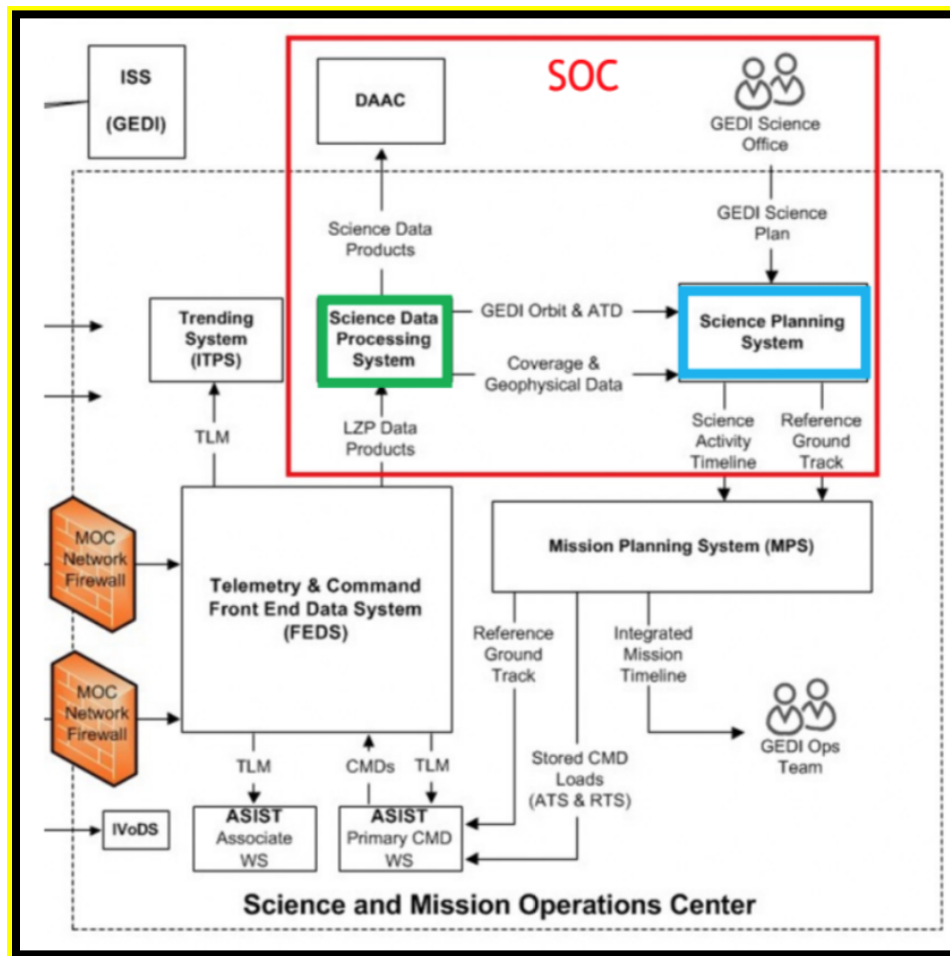 ISS
(GEDI)
DAAC
SOC
GEDI Science
Office
Science Data
Products
GEDI Science
Plan
Trending
System
(ITPS)
Science Data
Processing
System
GEDI Orbit & ATD
Coverage &
Geophysical Data
Science Planning
System
TLM
LZP Data
Products
Science
Activity
Timeline
Reference
Ground
Track
MOC
Network
Firewall
MOC
Network
Firewall
Telemetry & Command
Front End Data System
(FEDS)
Mission Planning System (MPS)
Reference
Ground
Track
Integrated
Mission
Timeline
Stored CMD
Loads
(ATS & RTS)
GEDI Ops
Team
TLM
CMDs
TLM
IVoDS
ASIST
Associate
WS
ASIST
Primary CMD
WS
Science and Mission Operations Center